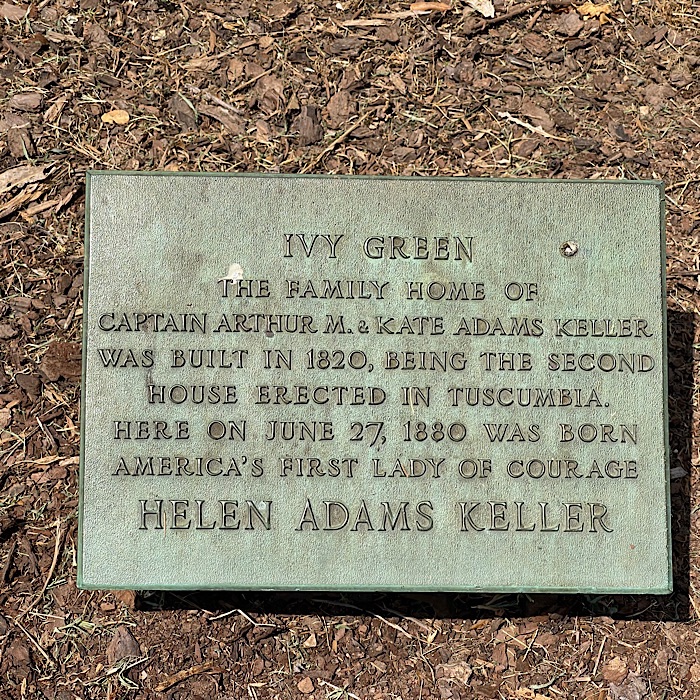 IVY GREEN
THE FAMILY HOME OF
CAPTAIN ARTHUR M. & KATE ADAMS KELLER
WAS BUILT IN 1820, BEING THE SECOND
HOUSE ERECTED IN TUSCUMBIA.
HERE ON JUNE 27, 1880 WAS BORN
AMERICA'S FIRST LADY OF COURAGE
HELEN ADAMS KELLER